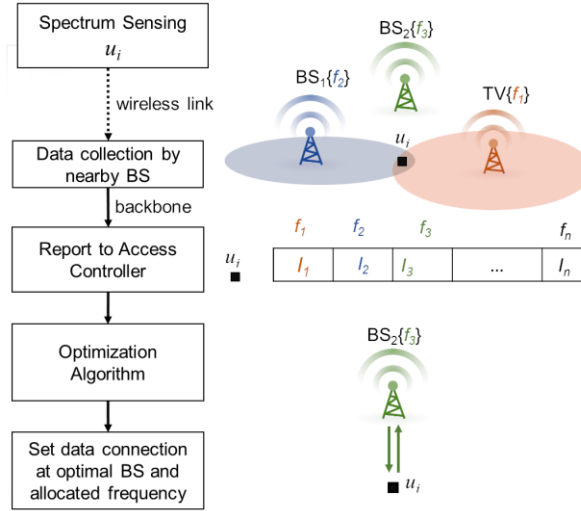 Spectrum Sensing
u_i
wireless link
Data collection by
nearby BS
backbone
Report to Access
Controller
Optimization
Algorithm
Set data connection
at optimal BS and
allocated frequency
BS₂{f₃}
BS₁{f₂}
TV{f₁}
u_i
f₁ f₂ f₃ f_n
u_i
I₁ I₂ I₃ ... I_n
BS₂{f₃}
u_i